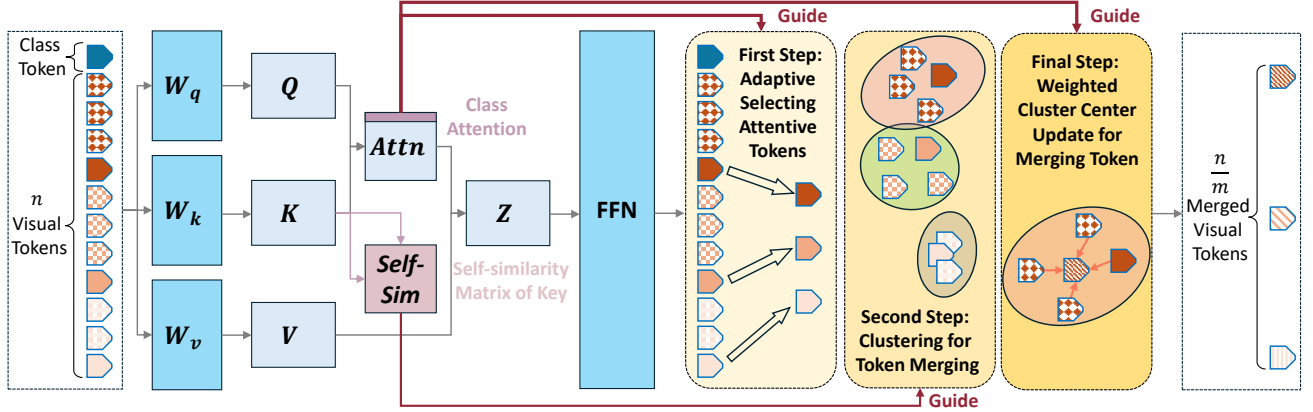 Class
Token
n
Visual
Tokens
W_q
W_k
W_v
Q
K
V
Attn
Class
Attention
Self-
Sim
Self-similarity
Matrix of Key
Z
FFN
Guide
First Step:
Adaptive
Selecting
Attentive
Tokens
Second Step:
Clustering for
Token Merging
Guide
Guide
Final Step:
Weighted
Cluster Center
Update for
Merging Token
n
m
Merged
Visual
Tokens